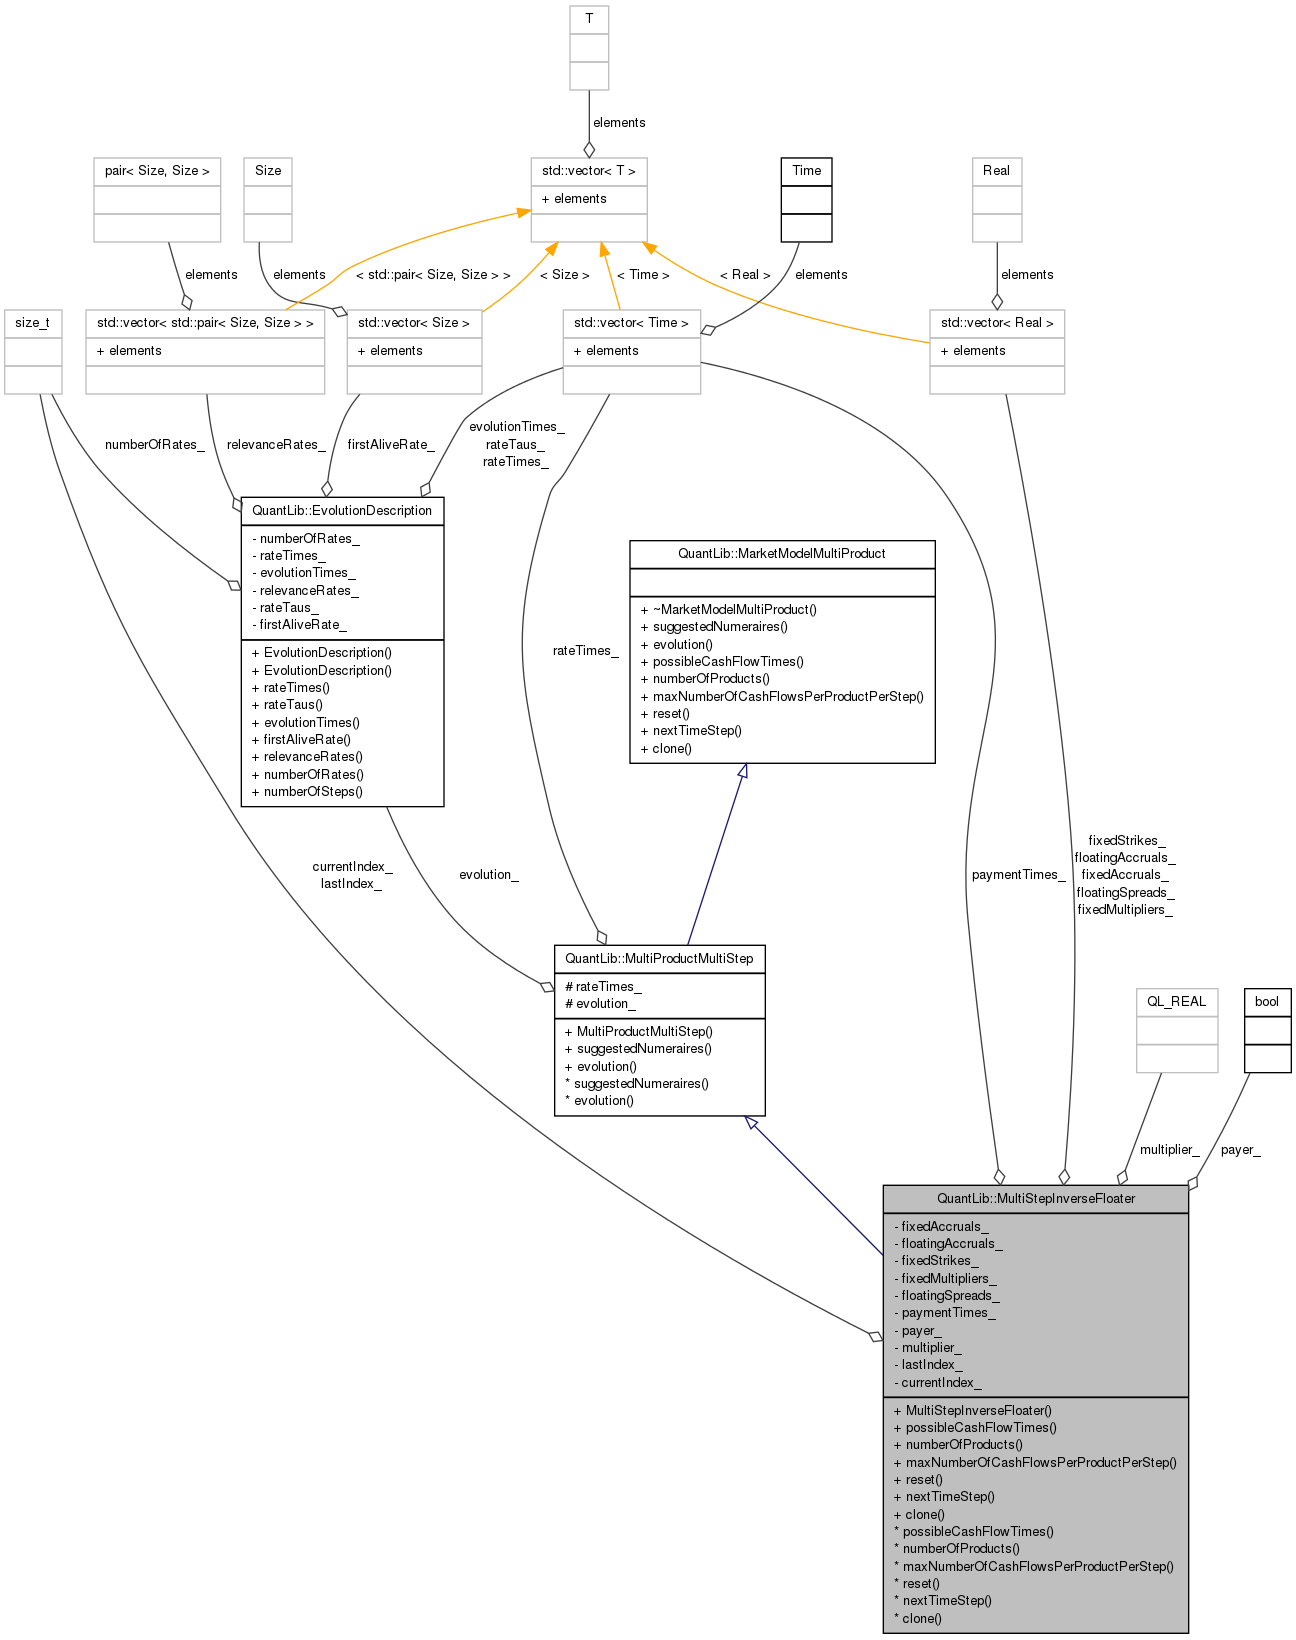 T
elements
pair< Size, Size >
Size
std::vector< T >
+ elements
Time
Real
elements
elements
< std::pair< Size, Size > >
< Size >
< Time >
< Real >
elements
elements
size_t
std::vector< std::pair< Size, Size > >
+ elements
std::vector< Size >
+ elements
std::vector< Time >
+ elements
std::vector< Real >
+ elements
numberOfRates_
relevanceRates_
firstAliveRate_
evolutionTimes_
rateTaus_
rateTimes_
QuantLib::EvolutionDescription
- numberOfRates_
- rateTimes_
- evolutionTimes_
- relevanceRates_
- rateTaus_
- firstAliveRate_
+ EvolutionDescription()
+ EvolutionDescription()
+ rateTimes()
+ rateTaus()
+ evolutionTimes()
+ firstAliveRate()
+ relevanceRates()
+ numberOfRates()
+ numberOfSteps()
rateTimes_
QuantLib::MarketModelMultiProduct
+ ~MarketModelMultiProduct()
+ suggestedNumeraires()
+ evolution()
+ possibleCashFlowTimes()
+ numberOfProducts()
+ maxNumberOfCashFlowsPerProductPerStep()
+ reset()
+ nextTimeStep()
+ clone()
currentIndex_
lastIndex_
evolution_
paymentTimes_
fixedStrikes_
floatingAccruals_
fixedAccruals_
floatingSpreads_
fixedMultipliers_
QuantLib::MultiProductMultiStep
# rateTimes_
# evolution_
+ MultiProductMultiStep()
+ suggestedNumeraires()
+ evolution()
* suggestedNumeraires()
* evolution()
QL_REAL
bool
multiplier_
payer_
QuantLib::MultiStepInverseFloater
- fixedAccruals_
- floatingAccruals_
- fixedStrikes_
- fixedMultipliers_
- floatingSpreads_
- paymentTimes_
- payer_
- multiplier_
- lastIndex_
- currentIndex_
+ MultiStepInverseFloater()
+ possibleCashFlowTimes()
+ numberOfProducts()
+ maxNumberOfCashFlowsPerProductPerStep()
+ reset()
+ nextTimeStep()
+ clone()
* possibleCashFlowTimes()
* numberOfProducts()
* maxNumberOfCashFlowsPerProductPerStep()
* reset()
* nextTimeStep()
* clone()